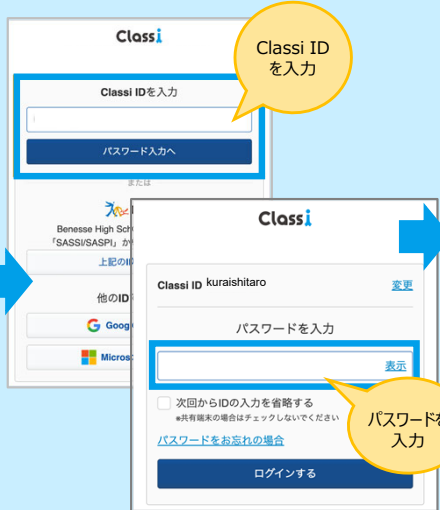 Classi
Classi ID
を入力
Classi IDを入力
パスワード入力へ
または
Benesse High Sch
「SASSI/SASPI」か
上記のI
他のID
Goog
Micros
Classi
Classi ID kuraishitaro
変更
パスワードを入力
表示
次回からIDの入力を省略する
※共有端末の場合はチェックしないでください
パスワードをお忘れの場合
パスワードを
入力
ログインする